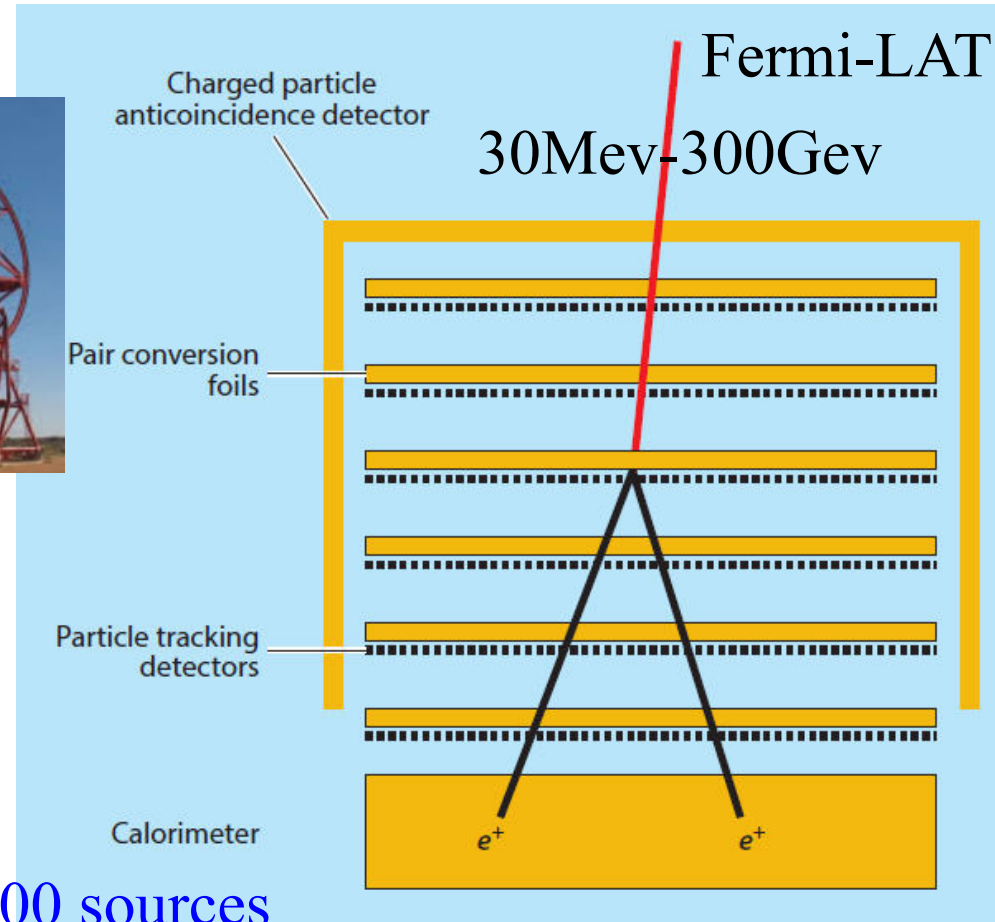 Fermi-LAT
Charged particle
anticoincidence detector
30Mev-300Gev
Pair conversion
foils
Particle tracking
detectors
Calorimeter
e⁺
e⁺
00 sources